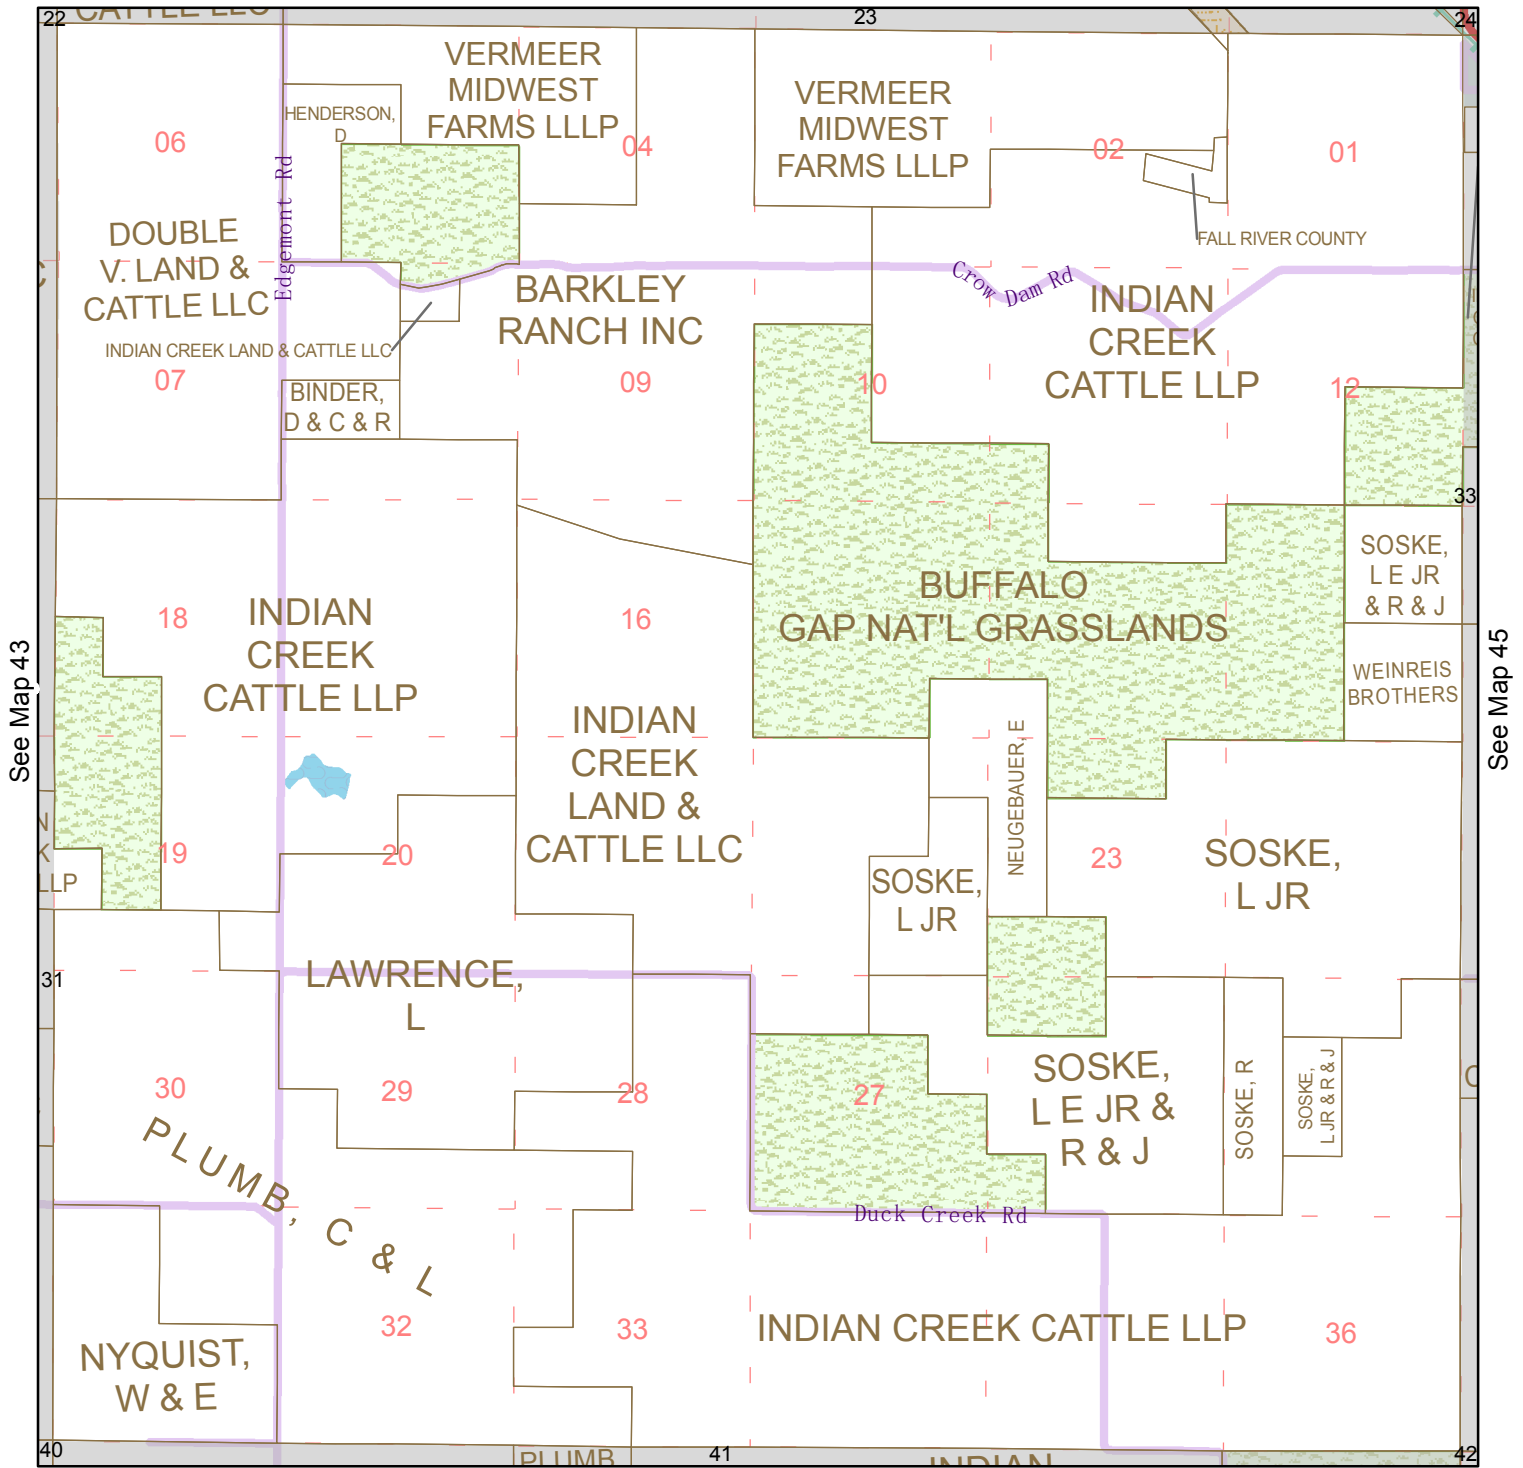 CATTLE LLC
22
23
24
VERMEER
MIDWEST
FARMS LLLP
VERMEER
MIDWEST
FARMS LLLP
HENDERSON,
D
06
04
02
01
Edgemont Rd
DOUBLE
V. LAND &
CATTLE LLC
FALL RIVER COUNTY
Crow Dam Rd
BARKLEY
RANCH INC
INDIAN
CREEK
CATTLE LLP
INDIAN CREEK LAND & CATTLE LLC
07
BINDER,
D & C & R
09
10
12
33
SOSKE,
L E JR
& R & J
BUFFALO
GAP NAT'L GRASSLANDS
18
INDIAN
CREEK
CATTLE LLP
16
WEINREIS
BROTHERS
See Map 43
See Map 45
INDIAN
CREEK
LAND &
CATTLE LLC
NEUGEBAUER, E
19
20
23
SOSKE,
L JR
SOSKE,
L JR
LLP
31
LAWRENCE,
L
30
29
28
27
SOSKE,
L E JR &
R & J
SOSKE, R
SOSKE,
L JR & R & J
PLUMB, C & L
Duck Creek Rd
32
33
INDIAN CREEK CATTLE LLP
36
NYQUIST,
W & E
40
41
42
PLUMB
INDIAN